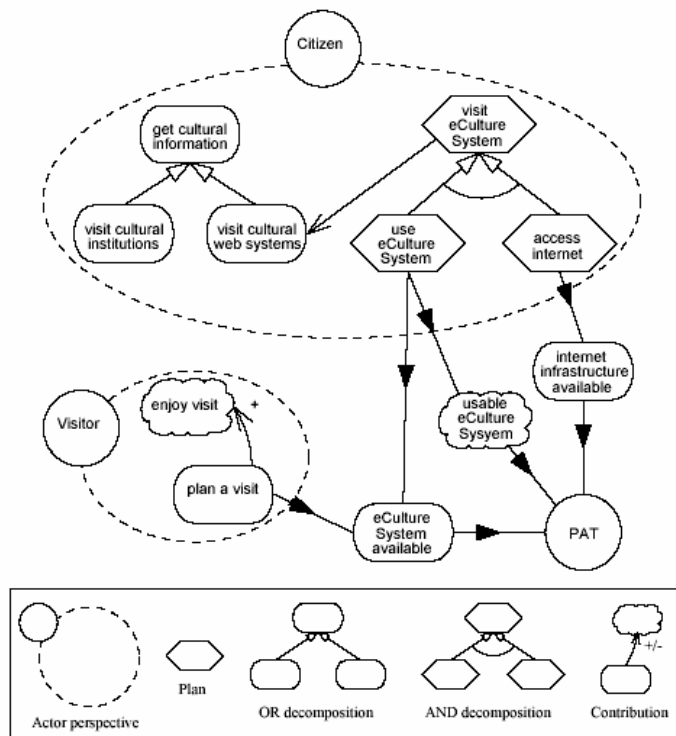 Citizen
get cultural
information
visit
eCulture
System
visit cultural
institutions
visit cultural
web systems
use
eCulture
System
access
internet
internet
infrastructure
available
usable
eCulture
Sysyem
Visitor
enjoy visit
+
plan a visit
eCulture
System
available
PAT
Actor perspective
Plan
OR decomposition
AND decomposition
+/-
Contribution